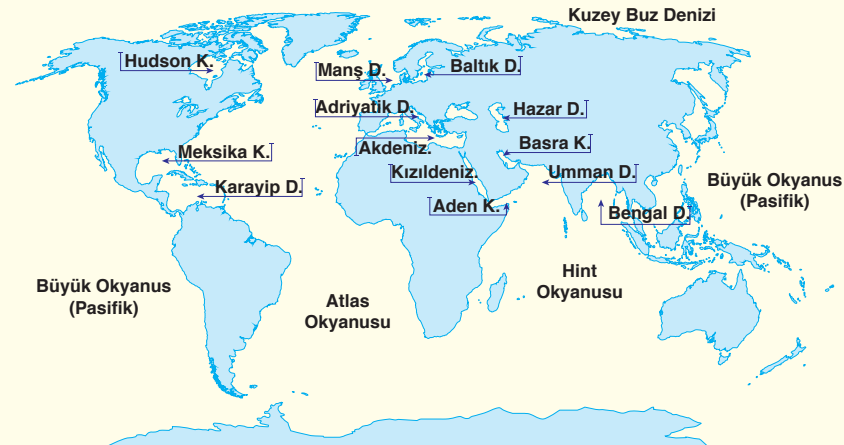 Kuzey Buz Denizi
Hudson K.
Manş D.
Baltık D.
Adriyatik D.
Hazar D.
Akdeniz.
Basra K.
Meksika K.
Kızıldeniz.
Umman D.
Karayip D.
Aden K.
Bengal D.
Büyük Okyanus
(Pasifik)
Büyük Okyanus
(Pasifik)
Atlas
Okyanusu
Hint
Okyanusu